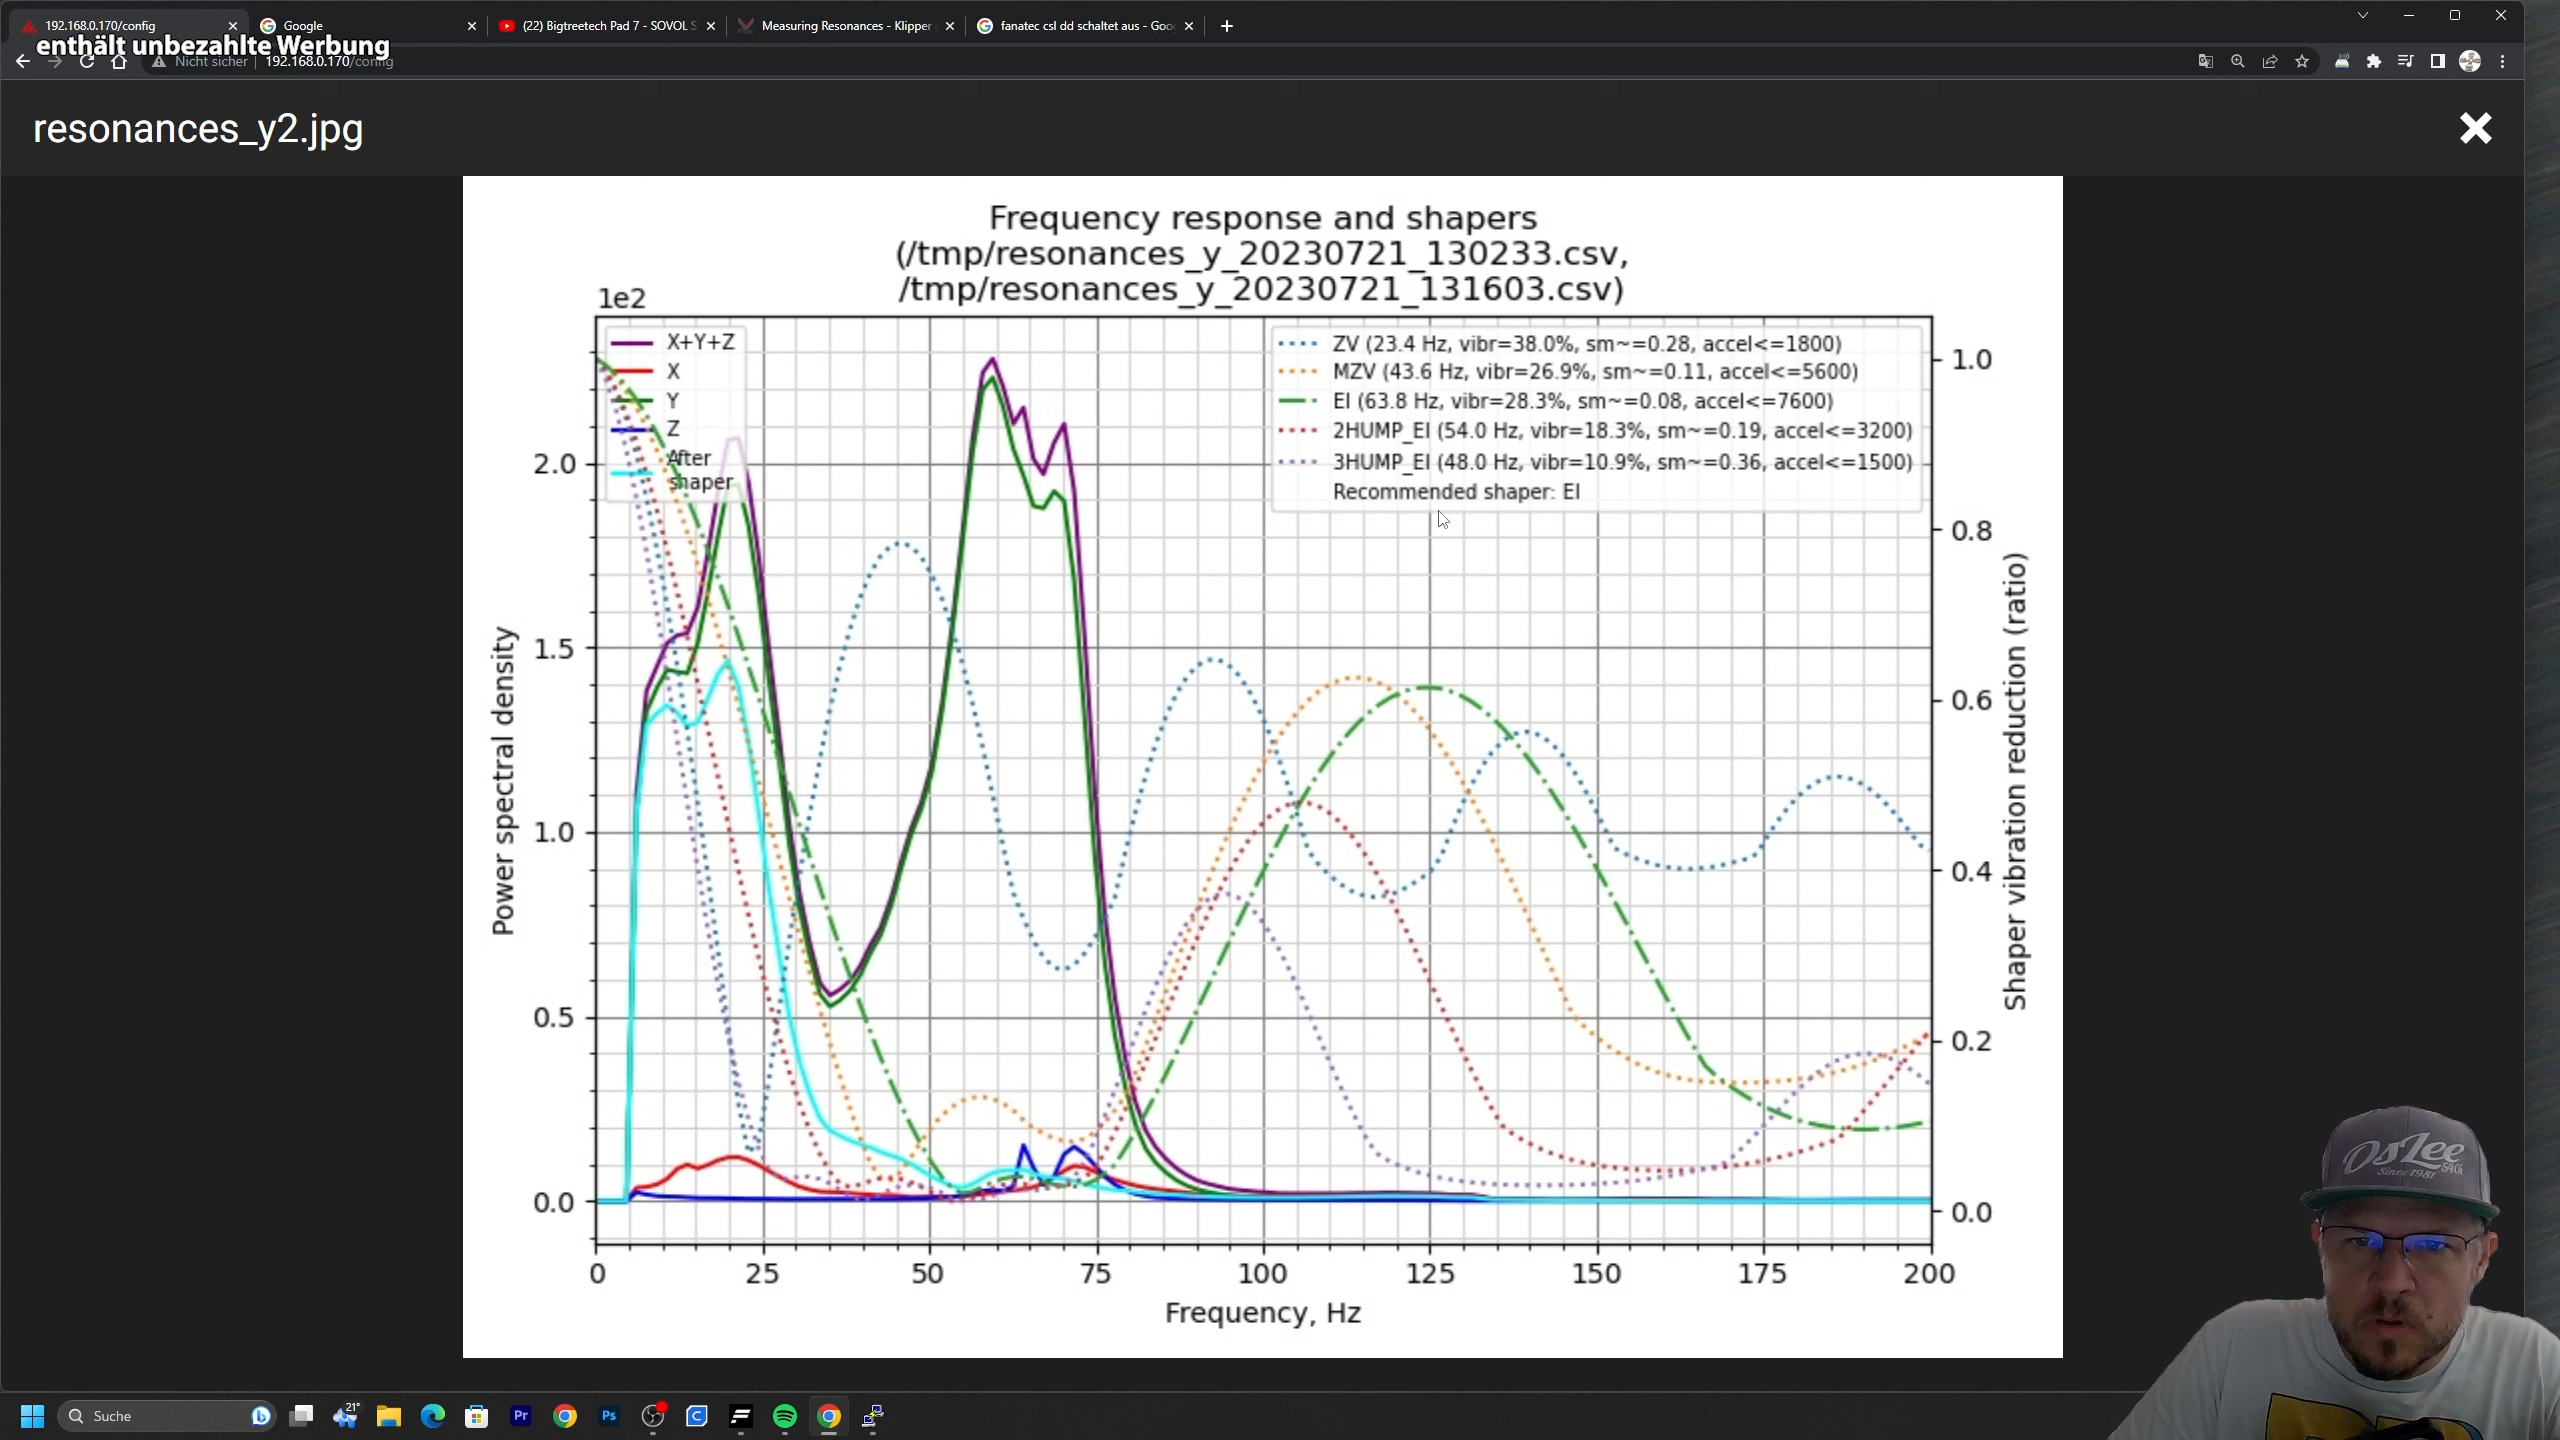 192.168.0.170/config
Google
(22) Bigtreetech Pad 7 - SOVOL S
Measuring Resonances - Klipper
fanatec csl dd schaltet aus - Goo
enthält unbezahlte Werbung
Nicht sicher
192.168.0.170/config
resonances_y2.jpg
Frequency response and shapers
(/tmp/resonances_y_20230721_130233.csv,
/tmp/resonances_y_20230721_131603.csv)
1e2
X+Y+Z
X
Y
Z
After
shaper
ZV (23.4 Hz, vibr=38.0%, sm~=0.28, accel<=1800)
MZV (43.6 Hz, vibr=26.9%, sm~=0.11, accel<=5600)
EI (63.8 Hz, vibr=28.3%, sm~=0.08, accel<=7600)
2HUMP_EI (54.0 Hz, vibr=18.3%, sm~=0.19, accel<=3200)
3HUMP_EI (48.0 Hz, vibr=10.9%, sm~=0.36, accel<=1500)
Recommended shaper: EI
2.0
1.5
1.0
0.5
0.0
Power spectral density
1.0
0.8
0.6
0.4
0.2
0.0
Shaper vibration reduction (ratio)
0 25 50 75 100 125 150 175 200
Frequency, Hz
OsLee
Since 1981
540i
21°
Suche
Pr
Ps